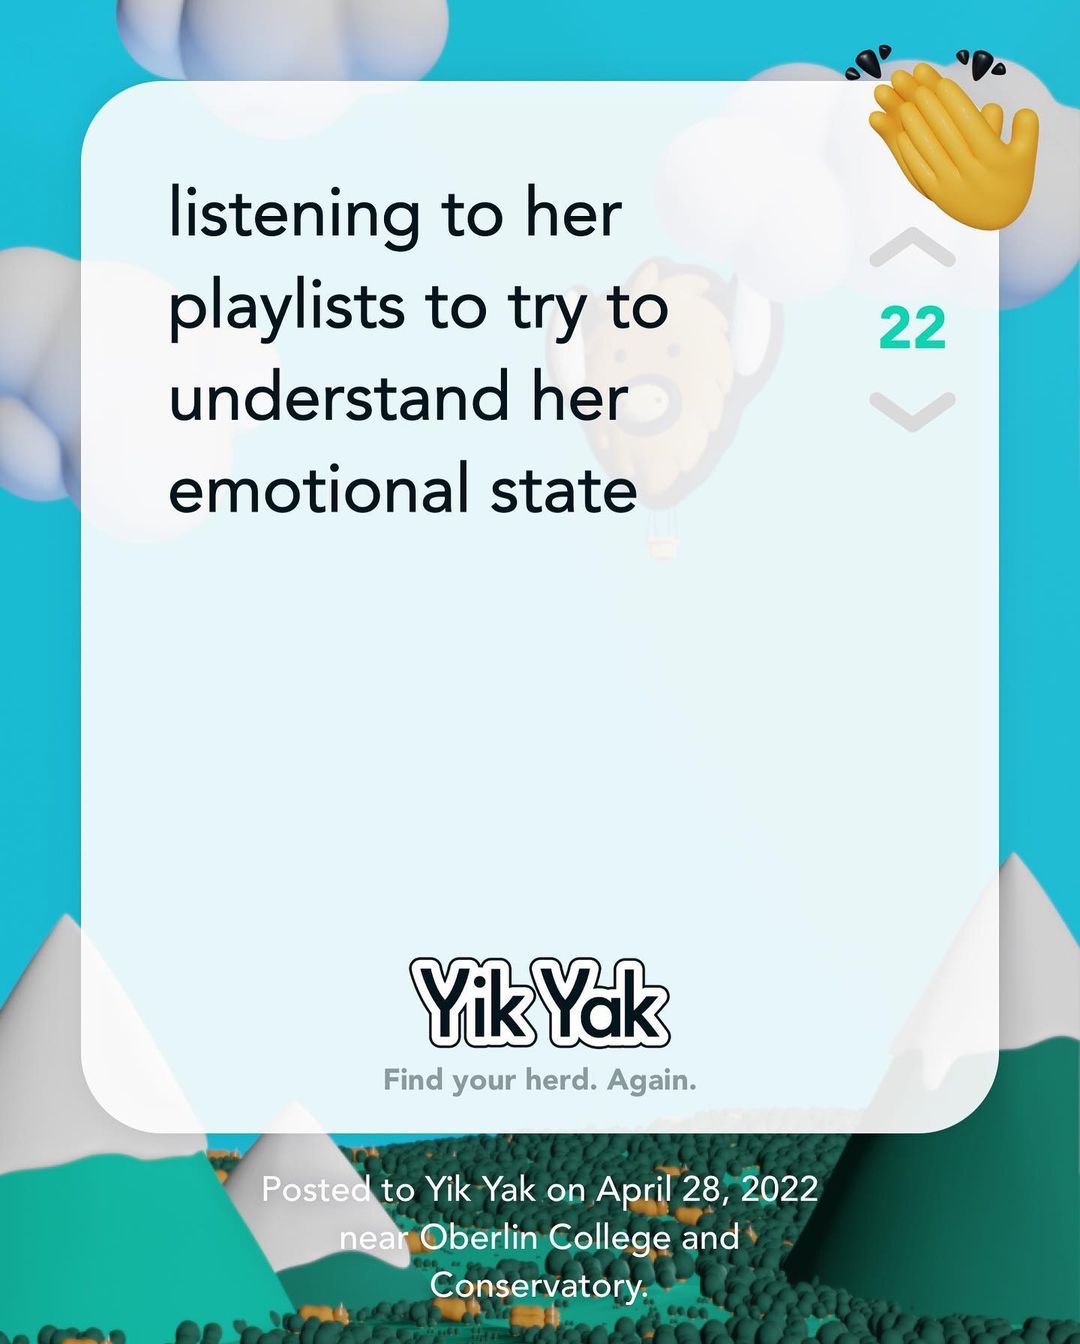 listening to her
playlists to try to
understand her
emotional state
22
Yik Yak
Find your herd. Again.
Posted to Yik Yak on April 28, 2022
near Oberlin College and
Conservatory.